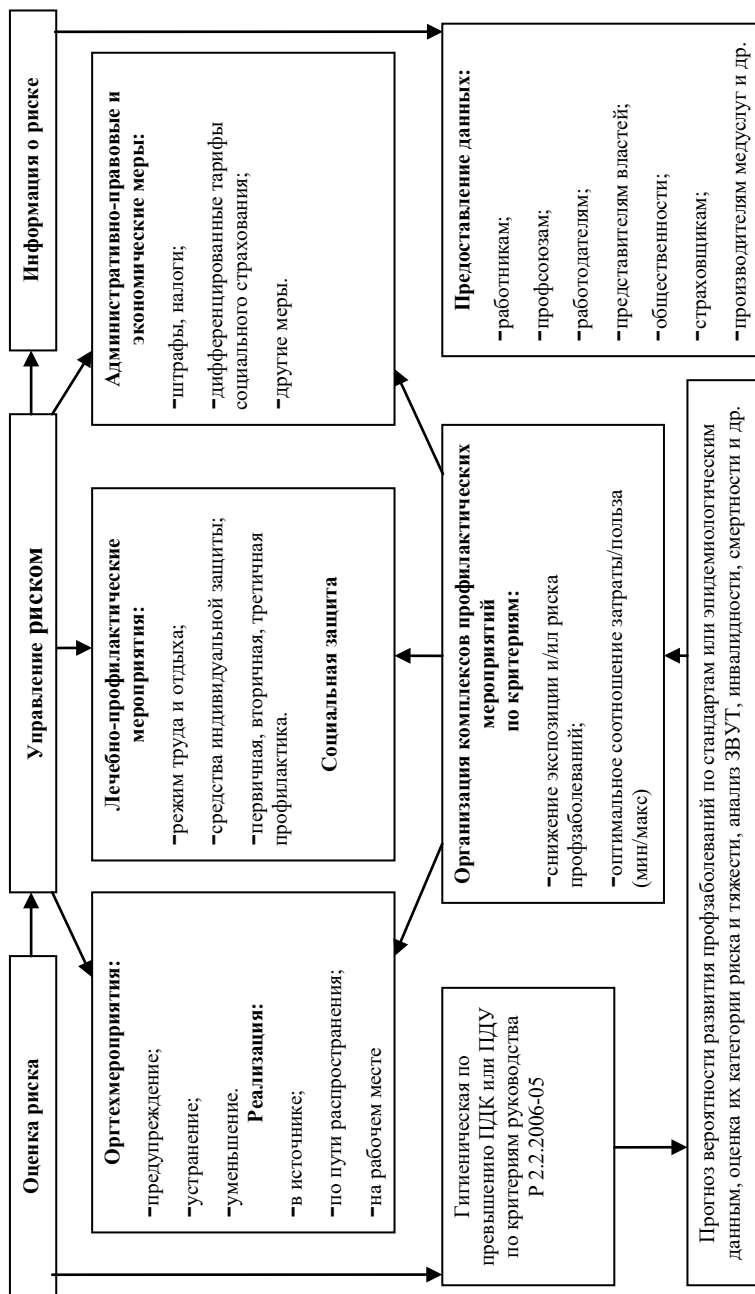 Оценка риска
Управление риском
Информация о риске
Оргтехмероприятия:
-предупреждение;
-устранение;
-уменьшение.
Реализация:
-в источнике;
-по пути распространения;
-на рабочем месте
Лечебно-профилактические
мероприятия:
-режим труда и отдыха;
-средства индивидуальной защиты;
-первичная, вторичная, третичная
профилактика.
Социальная защита
Административно-правовые и
экономические меры:
-штрафы, налоги;
-дифференцированные тарифы
социального страхования;
-другие меры.
Гигиеническая по
превышению ПДК или ПДУ
по критериям руководства
Р 2.2.2006-05
Организация комплексов профилактических
мероприятий
по критериям:
-снижение экспозиции и/ил риска
профзаболеваний;
-оптимальное соотношение затраты/польза
(мин/макс)
Предоставление данных:
-работникам;
-профсоюзам;
-работодателям;
-представителям властей;
-общественности;
-страховщикам;
-производителям медуслуг и др.
Прогноз вероятности развития профзаболеваний по стандартам или эпидемиологическим
данным, оценка их категории риска и тяжести, анализ ЗВУТ, инвалидности, смертности и др.